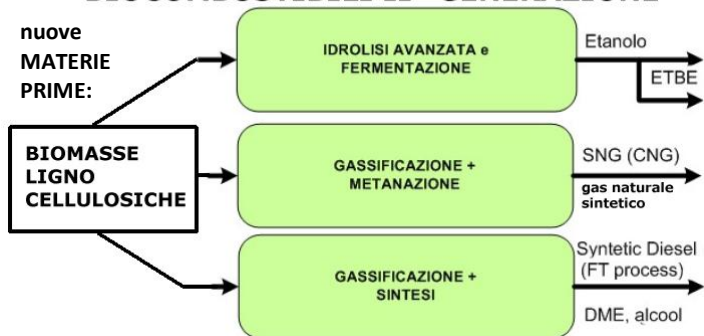 nuove
MATERIE
PRIME:
BIOMASSE
LIGNO
CELLULOSICHE
IDROLISI AVANZATA e
FERMENTAZIONE
Etanolo
ETBE
GASSIFICAZIONE +
METANAZIONE
SNG (CNG)
gas naturale
sintetico
GASSIFICAZIONE +
SINTESI
Syntetic Diesel
(FT process)
DME, alcool